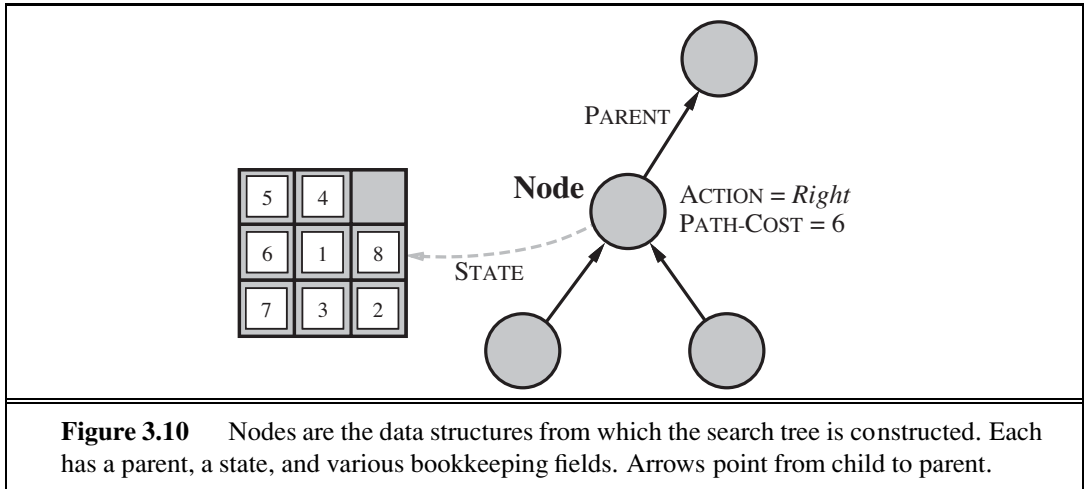 PARENT
Node
ACTION = Right
PATH-COST = 6
5 4
6 1 8
STATE
7 3 2
Figure 3.10 Nodes are the data structures from which the search tree is constructed. Each
has a parent, a state, and various bookkeeping fields. Arrows point from child to parent.